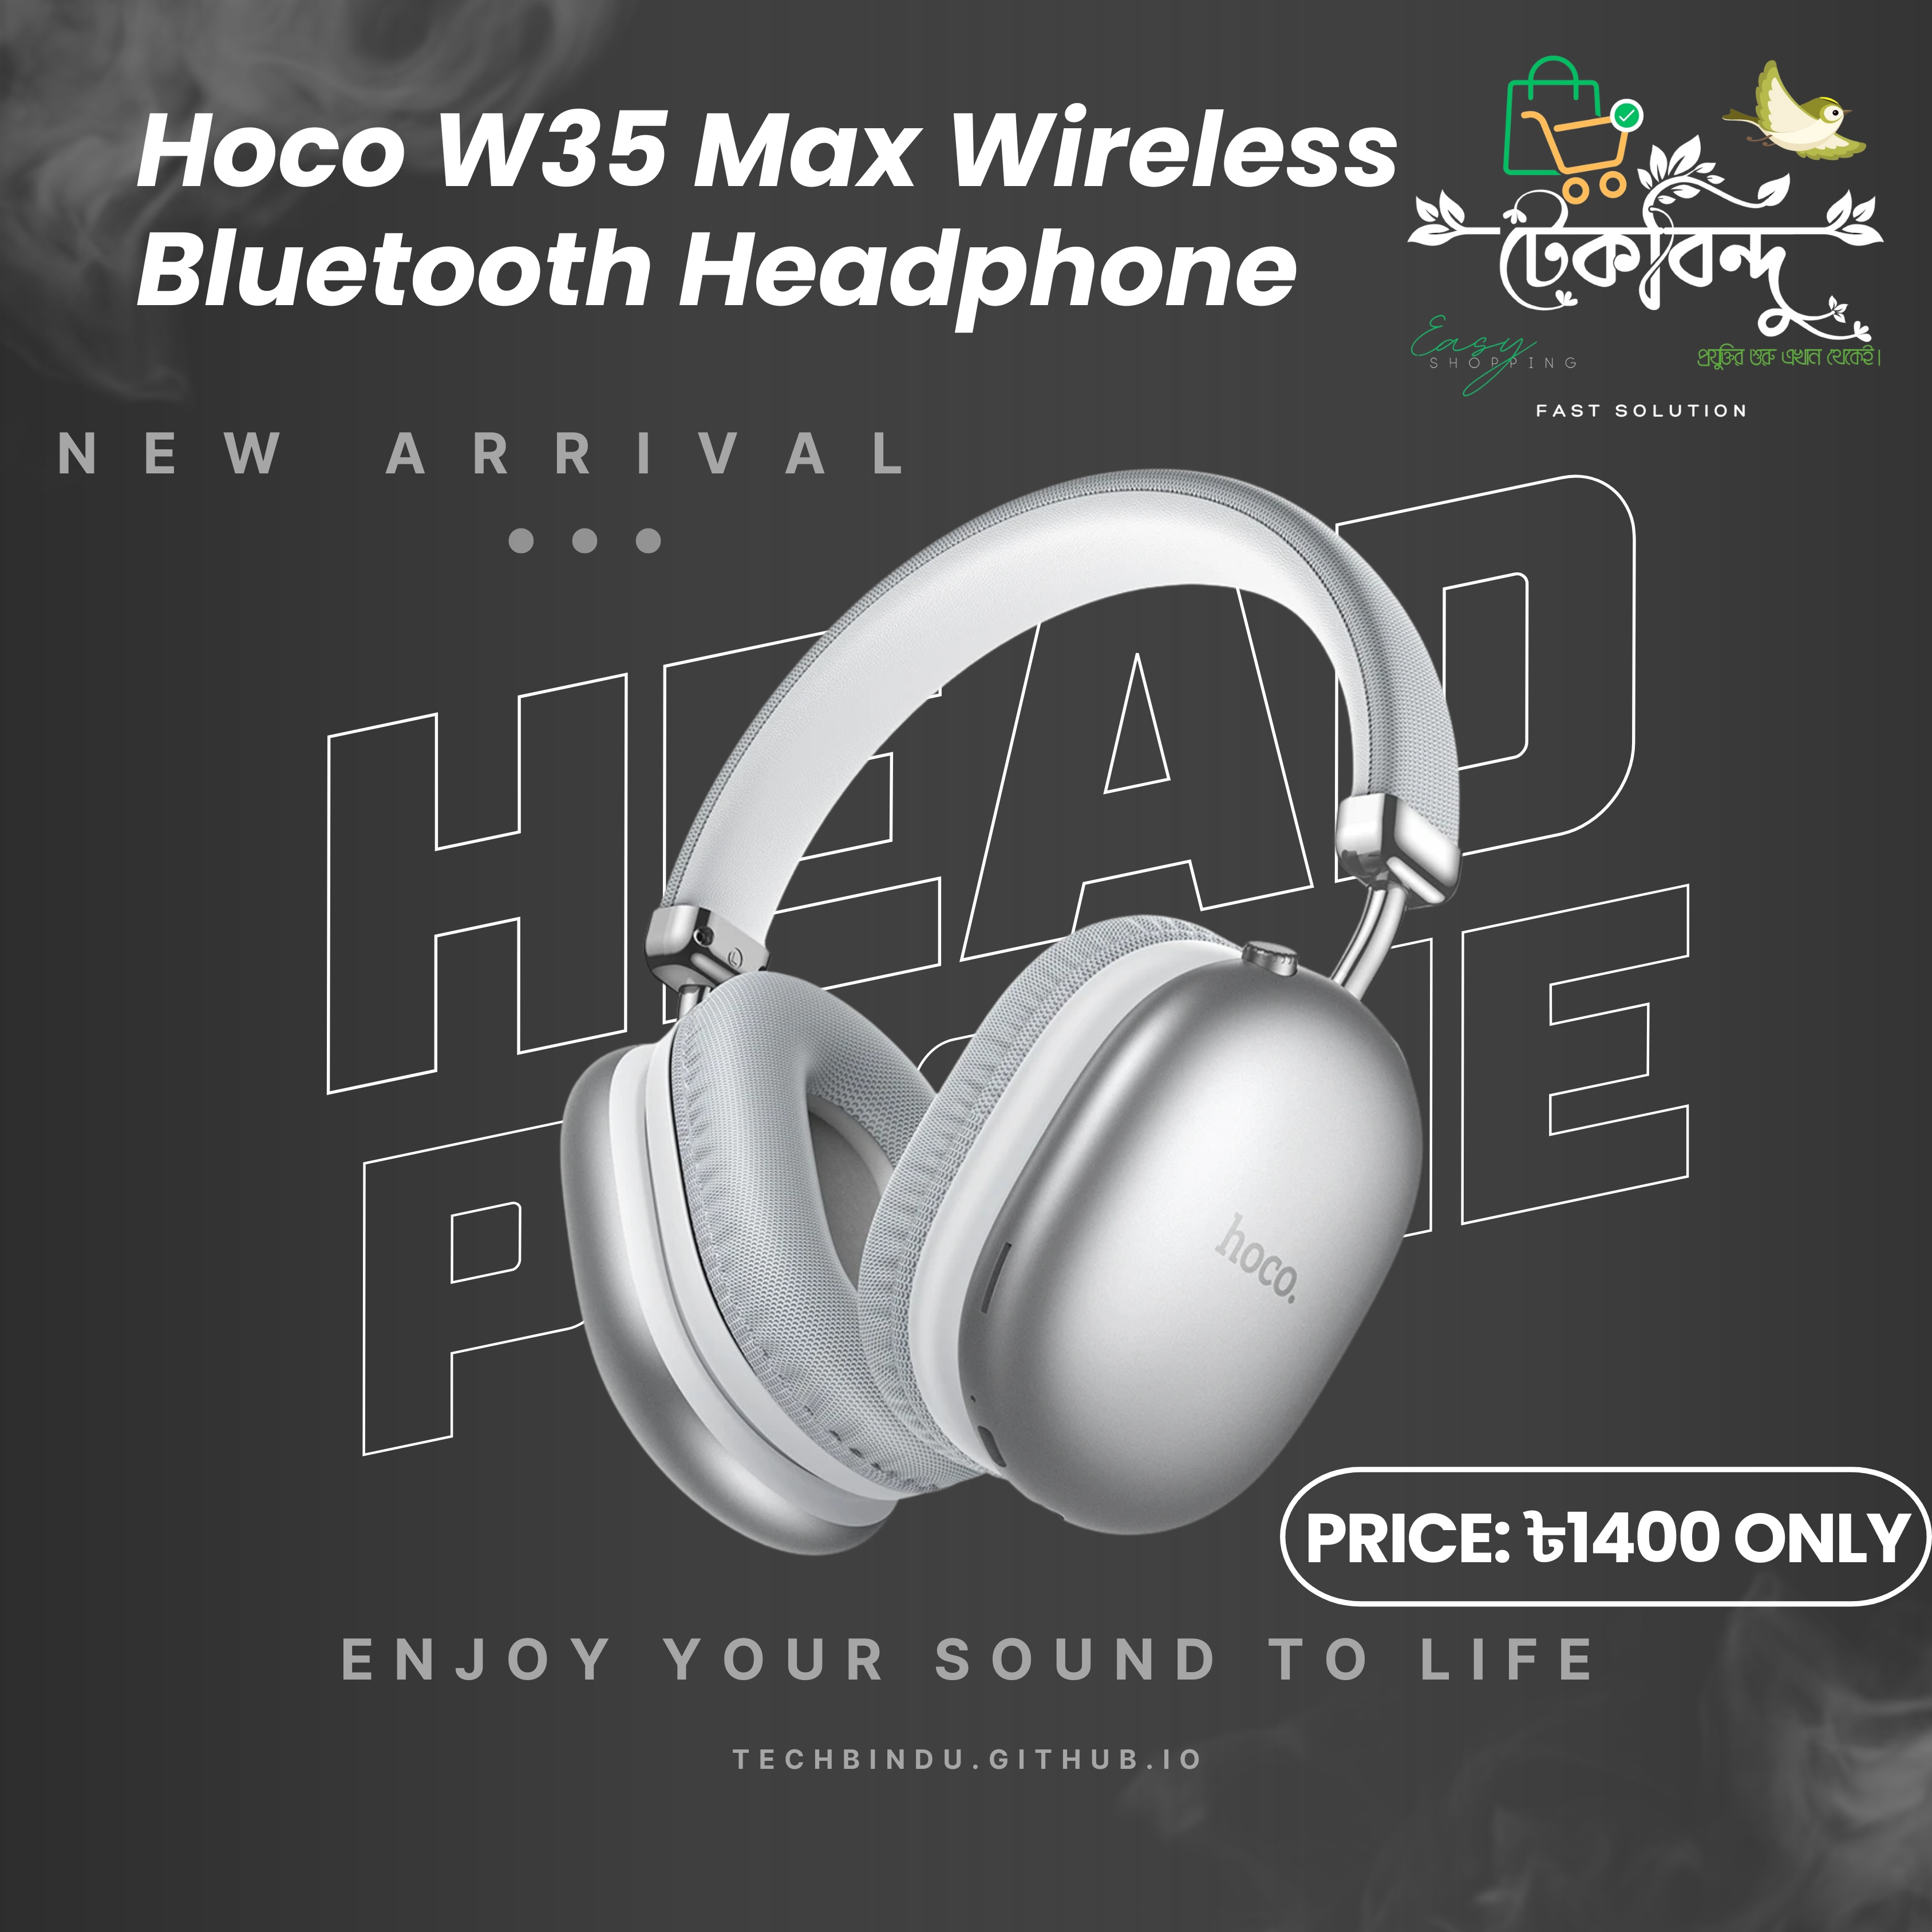 Hoco W35 Max Wireless
Bluetooth Headphone
টেকবিন্দু
Easy
SHOPPING
প্রযুক্তির শুরু এখান থেকেই।
FAST SOLUTION
NEW ARRIVAL
HEAD
P NE
hoco.
PRICE: ৳1400 ONLY
ENJOY YOUR SOUND TO LIFE
TECHBINDU.GITHUB.IO